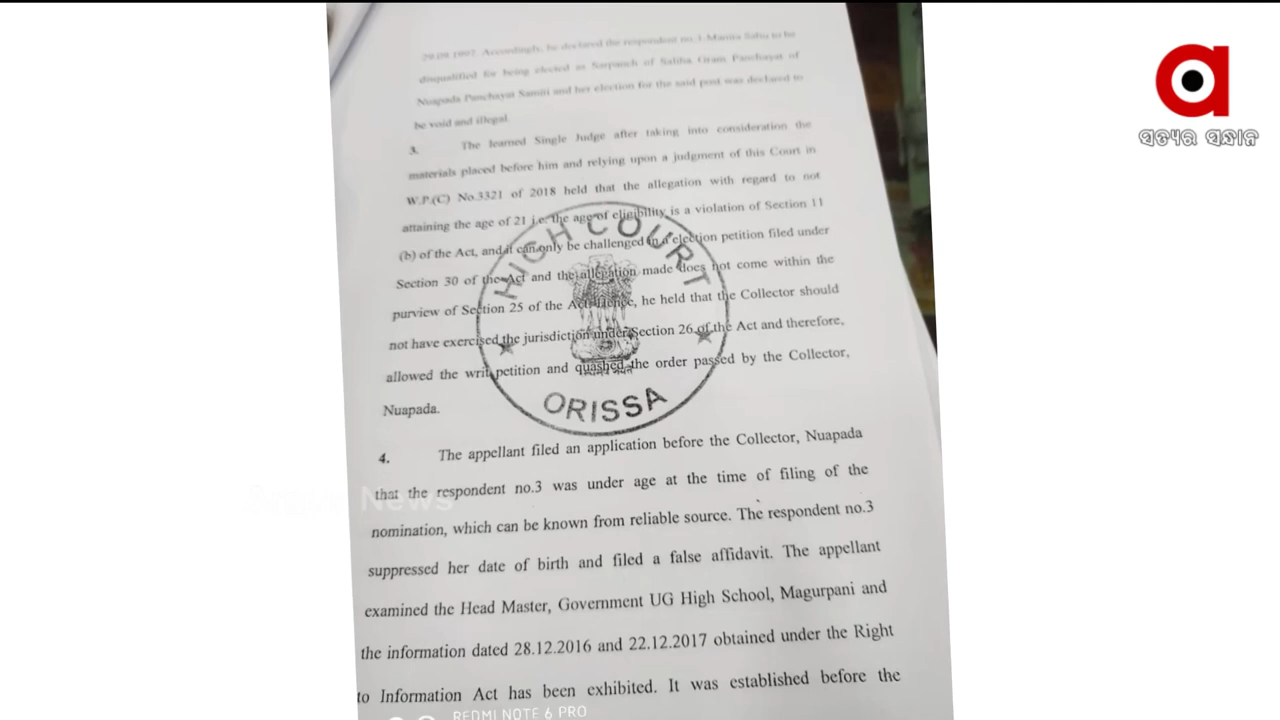 29.09.1997. Accordingly, he declared the respondent no.3-Mamta Sahu to be
disqualified for being elected as Sarpanch of Saliha Gram Panchayat of
Nuapada Panchayat Samiti and her election for the said post was declared to
be void and illegal.
3. The learned Single Judge after taking into consideration the
materials placed before him and relying upon a judgment of this Court in
W.P.(C) No.3321 of 2018 held that the allegation with regard to not
attaining the age of 21 i.e. the age of eligibility is a violation of Section 11
(b) of the Act, and it can only be challenged in a election petition filed under
Section 30 of the Act and the allegation made does not come within the
purview of Section 25 of the Act. Hence, he held that the Collector should
not have exercised the jurisdiction under Section 26 of the Act and therefore,
allowed the writ petition and quashed the order passed by the Collector,
Nuapada.
HIGH COURT
ORISSA
4. The appellant filed an application before the Collector, Nuapada
that the respondent no.3 was under age at the time of filing of the
nomination, which can be known from reliable source. The respondent no.3
suppressed her date of birth and filed a false affidavit. The appellant
examined the Head Master, Government UG High School, Magurpani and
the information dated 28.12.2016 and 22.12.2017 obtained under the Right
to Information Act has been exhibited. It was established before the
REDMI NOTE 6 PRO
News
a
ସତ୍ୟର ସନ୍ଧାନ